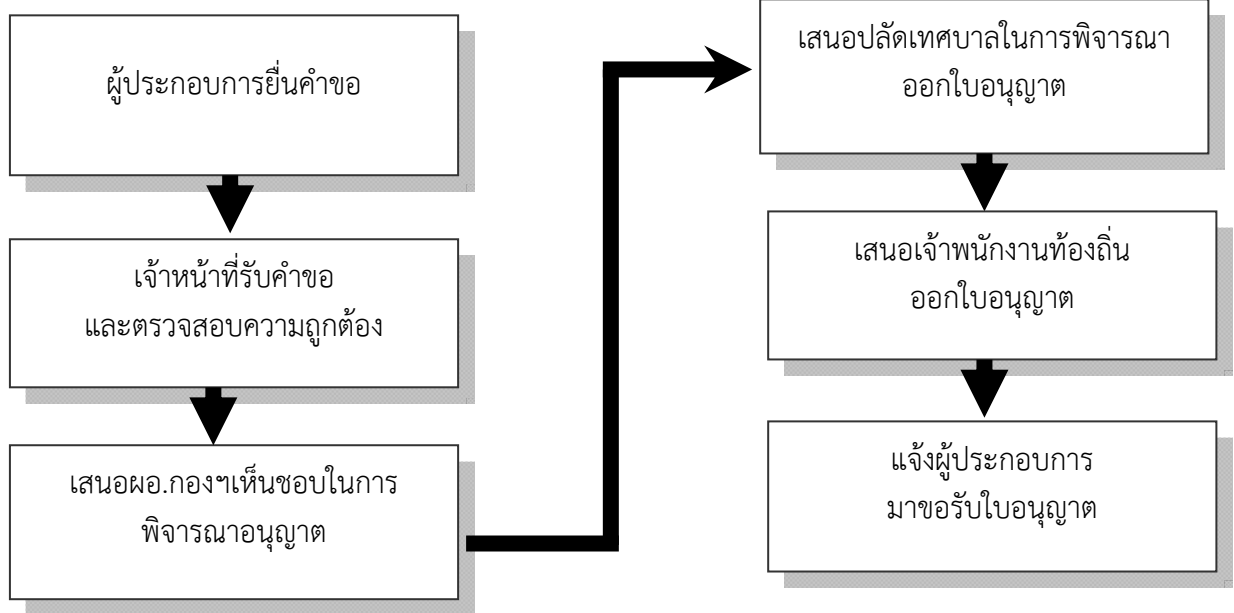 ผู้ประกอบการยื่นคำขอ
เจ้าหน้าที่รับคำขอ
และตรวจสอบความถูกต้อง
เสนอผอ.กองฯเห็นชอบในการ
พิจารณาอนุญาต
เสนอปลัดเทศบาลในการพิจารณา
ออกใบอนุญาต
เสนอเจ้าพนักงานท้องถิ่น
ออกใบอนุญาต
แจ้งผู้ประกอบการ
มาขอรับใบอนุญาต